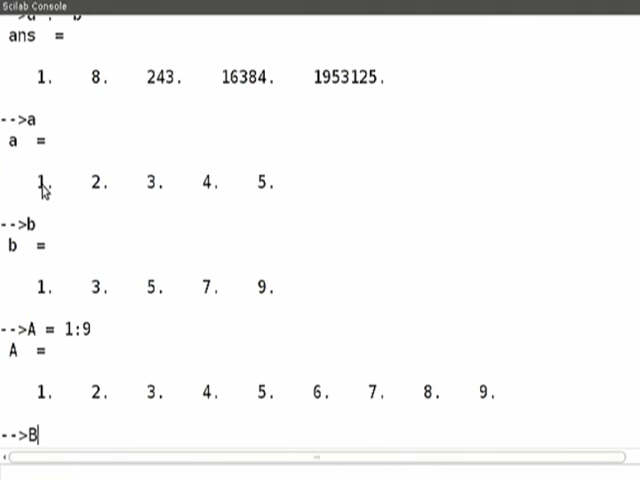 Scilab Console
ans =
1. 8. 243. 16384. 1953125.
-->a
a =
1. 2. 3. 4. 5.
-->b
b =
1. 3. 5. 7. 9.
-->A = 1:9
A =
1. 2. 3. 4. 5. 6. 7. 8. 9.
-->B